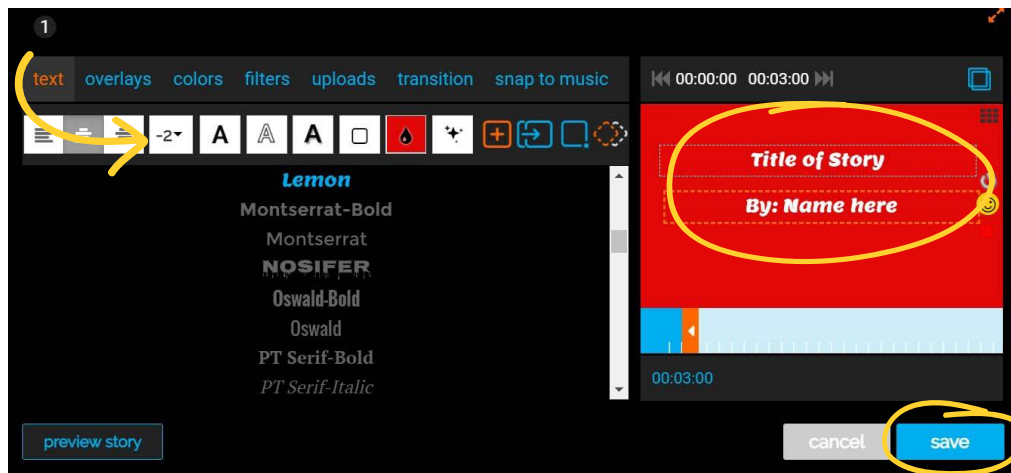 1
text overlays colors filters uploads transition snap to music
00:00:00 00:03:00
-2 A A A
Lemon
Montserrat-Bold
Montserrat
NOSIFER
Oswald-Bold
Oswald
PT Serif-Bold
PT Serif-Italic
Title of Story
By: Name here
00:03:00
preview story
cancel save